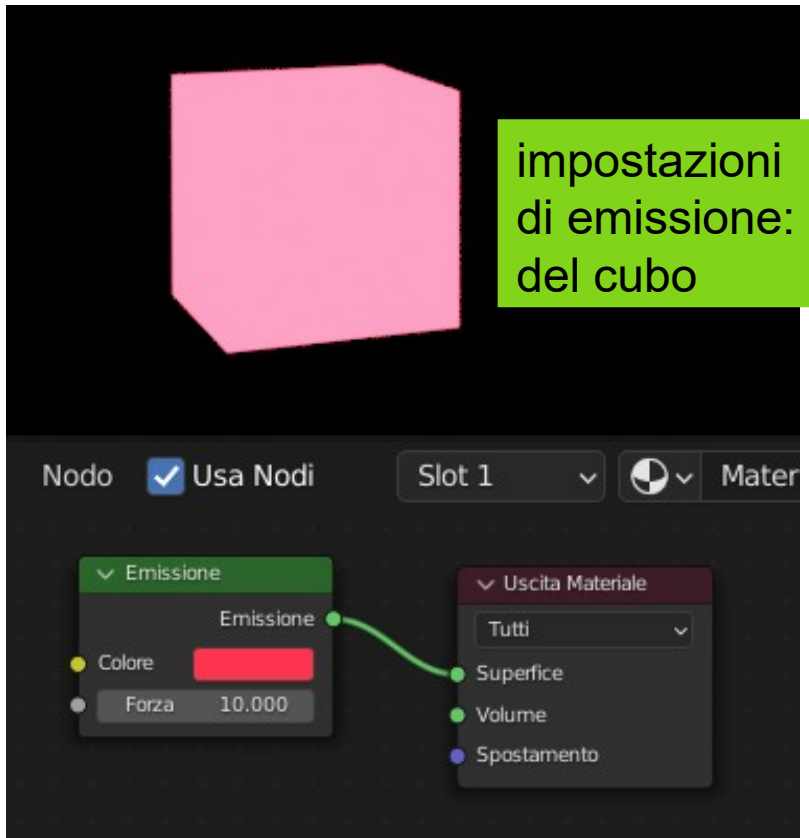 impostazioni
di emissione:
del cubo
Nodo Usa Nodi Slot 1 Mater
Emissione
Emissione
Colore
Forza 10.000
Uscita Materiale
Tutti
Superfice
Volume
Spostamento